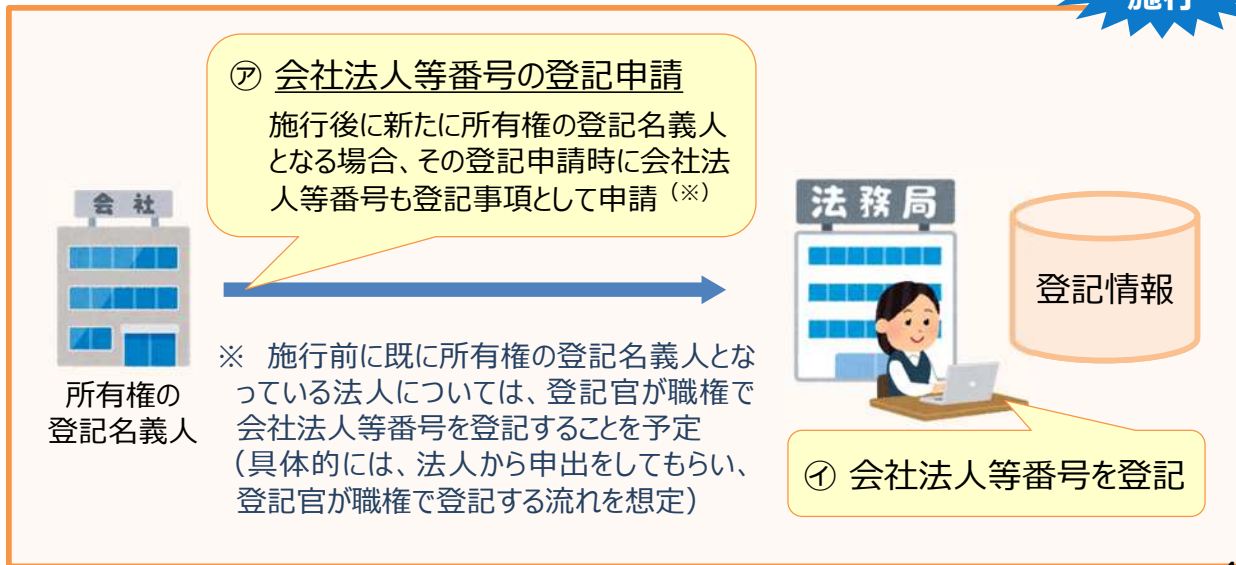 施行
㋐ 会社法人等番号の登記申請
施行後に新たに所有権の登記名義人
となる場合、その登記申請時に会社法
人等番号も登記事項として申請（※）
会社
法務局
登記情報
所有権の
登記名義人
※ 施行前に既に所有権の登記名義人とな
っている法人については、登記官が職権で
会社法人等番号を登記することを予定
（具体的には、法人から申出をしてもらい、
登記官が職権で登記する流れを想定）
㋑ 会社法人等番号を登記